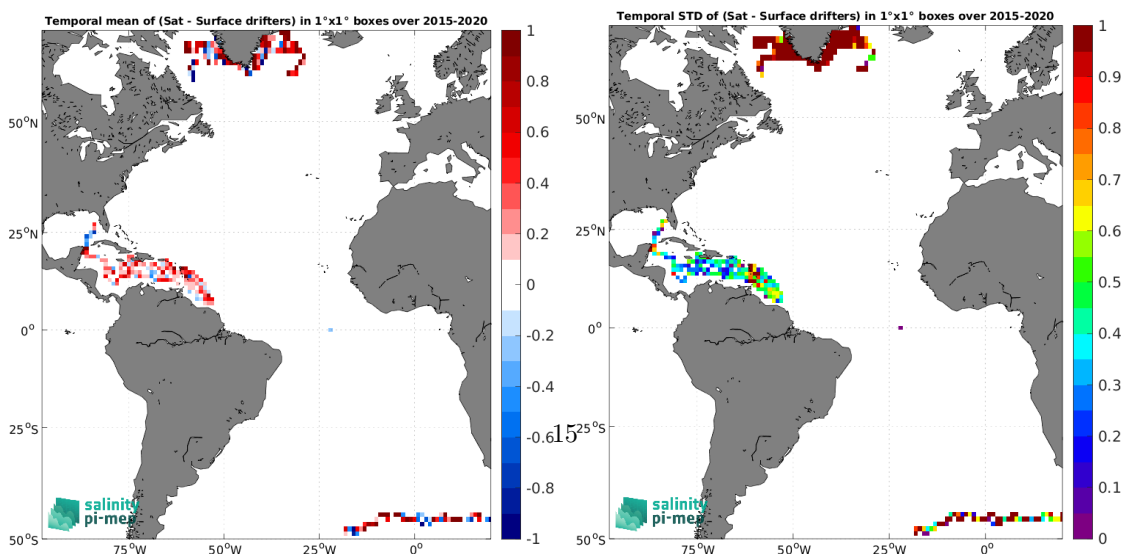 Temporal mean of (Sat - Surface drifters) in 1°x1° boxes over 2015-2020
50°N
25°N
0°
25°S
50°S
75°W
50°W
25°W
0°
1
0.8
0.6
0.4
0.2
0
-0.2
-0.4
-0.6
-0.8
-1
salinity
pi-mep
15
Temporal STD of (Sat - Surface drifters) in 1°x1° boxes over 2015-2020
50°N
25°N
0°
25°S
50°S
75°W
50°W
25°W
0°
1
0.9
0.8
0.7
0.6
0.5
0.4
0.3
0.2
0.1
0
salinity
pi-mep